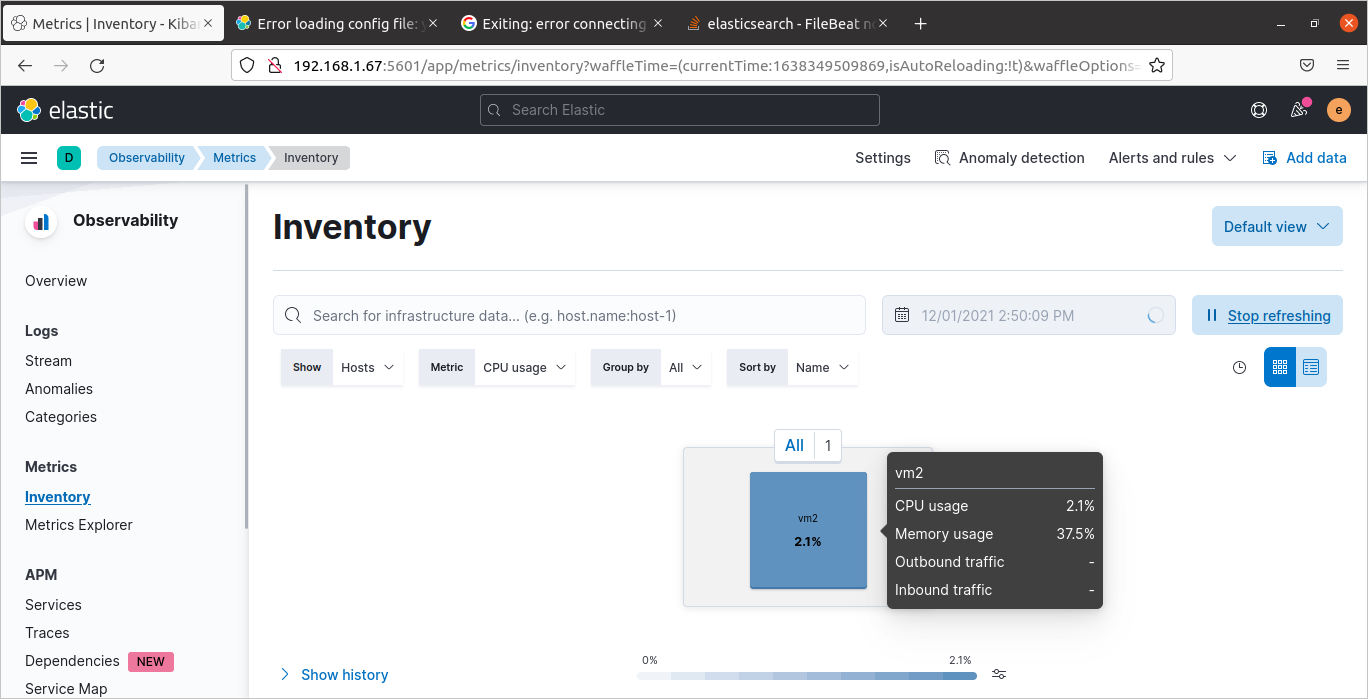 Metrics | Inventory - Kiba
Error loading config file: y
Exiting: error connecting
elasticsearch - FileBeat no
192.168.1.67:5601/app/metrics/inventory?waffleTime=(currentTime:1638349509869,isAutoReloading:!t)&waffleOptions=
elastic
Search Elastic
e
D
Observability
Metrics
Inventory
Settings
Anomaly detection
Alerts and rules
Add data
Observability
Overview
Logs
Stream
Anomalies
Categories
Metrics
Inventory
Metrics Explorer
APM
Services
Traces
Dependencies NEW
Service Map
Inventory
Default view
Search for infrastructure data... (e.g. host.name:host-1)
12/01/2021 2:50:09 PM
Stop refreshing
Show Hosts
Metric CPU usage
Group by All
Sort by Name
All 1
vm2
2.1%
vm2
CPU usage 2.1%
Memory usage 37.5%
Outbound traffic -
Inbound traffic -
Show history
0% 2.1%